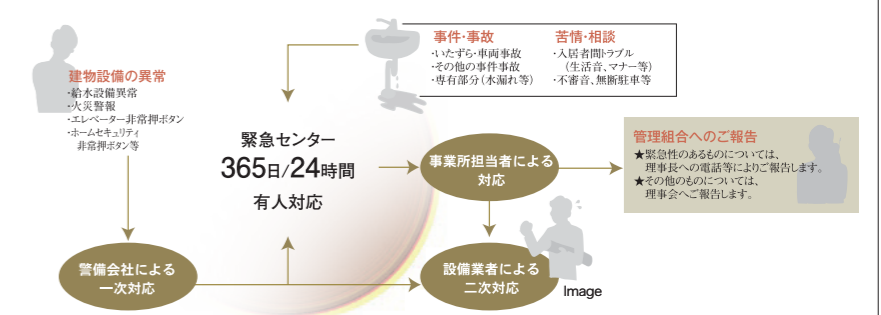 事件・事故
・いたずら・車両事故
・その他の事件事故
・専有部分（水漏れ等）
苦情・相談
・入居者間トラブル
（生活音、マナー等）
・不審音、無断駐車等
建物設備の異常
・給水設備異常
・火災警報
・エレベーター非常押ボタン
・ホームセキュリティ
非常押ボタン等
緊急センター
365日/24時間
有人対応
事業所担当者による
対応
管理組合へのご報告
★緊急性のあるものについては、
理事長への電話等によりご報告します。
★その他のものについては、
理事会へご報告します。
警備会社による
一次対応
設備業者による
二次対応
Image